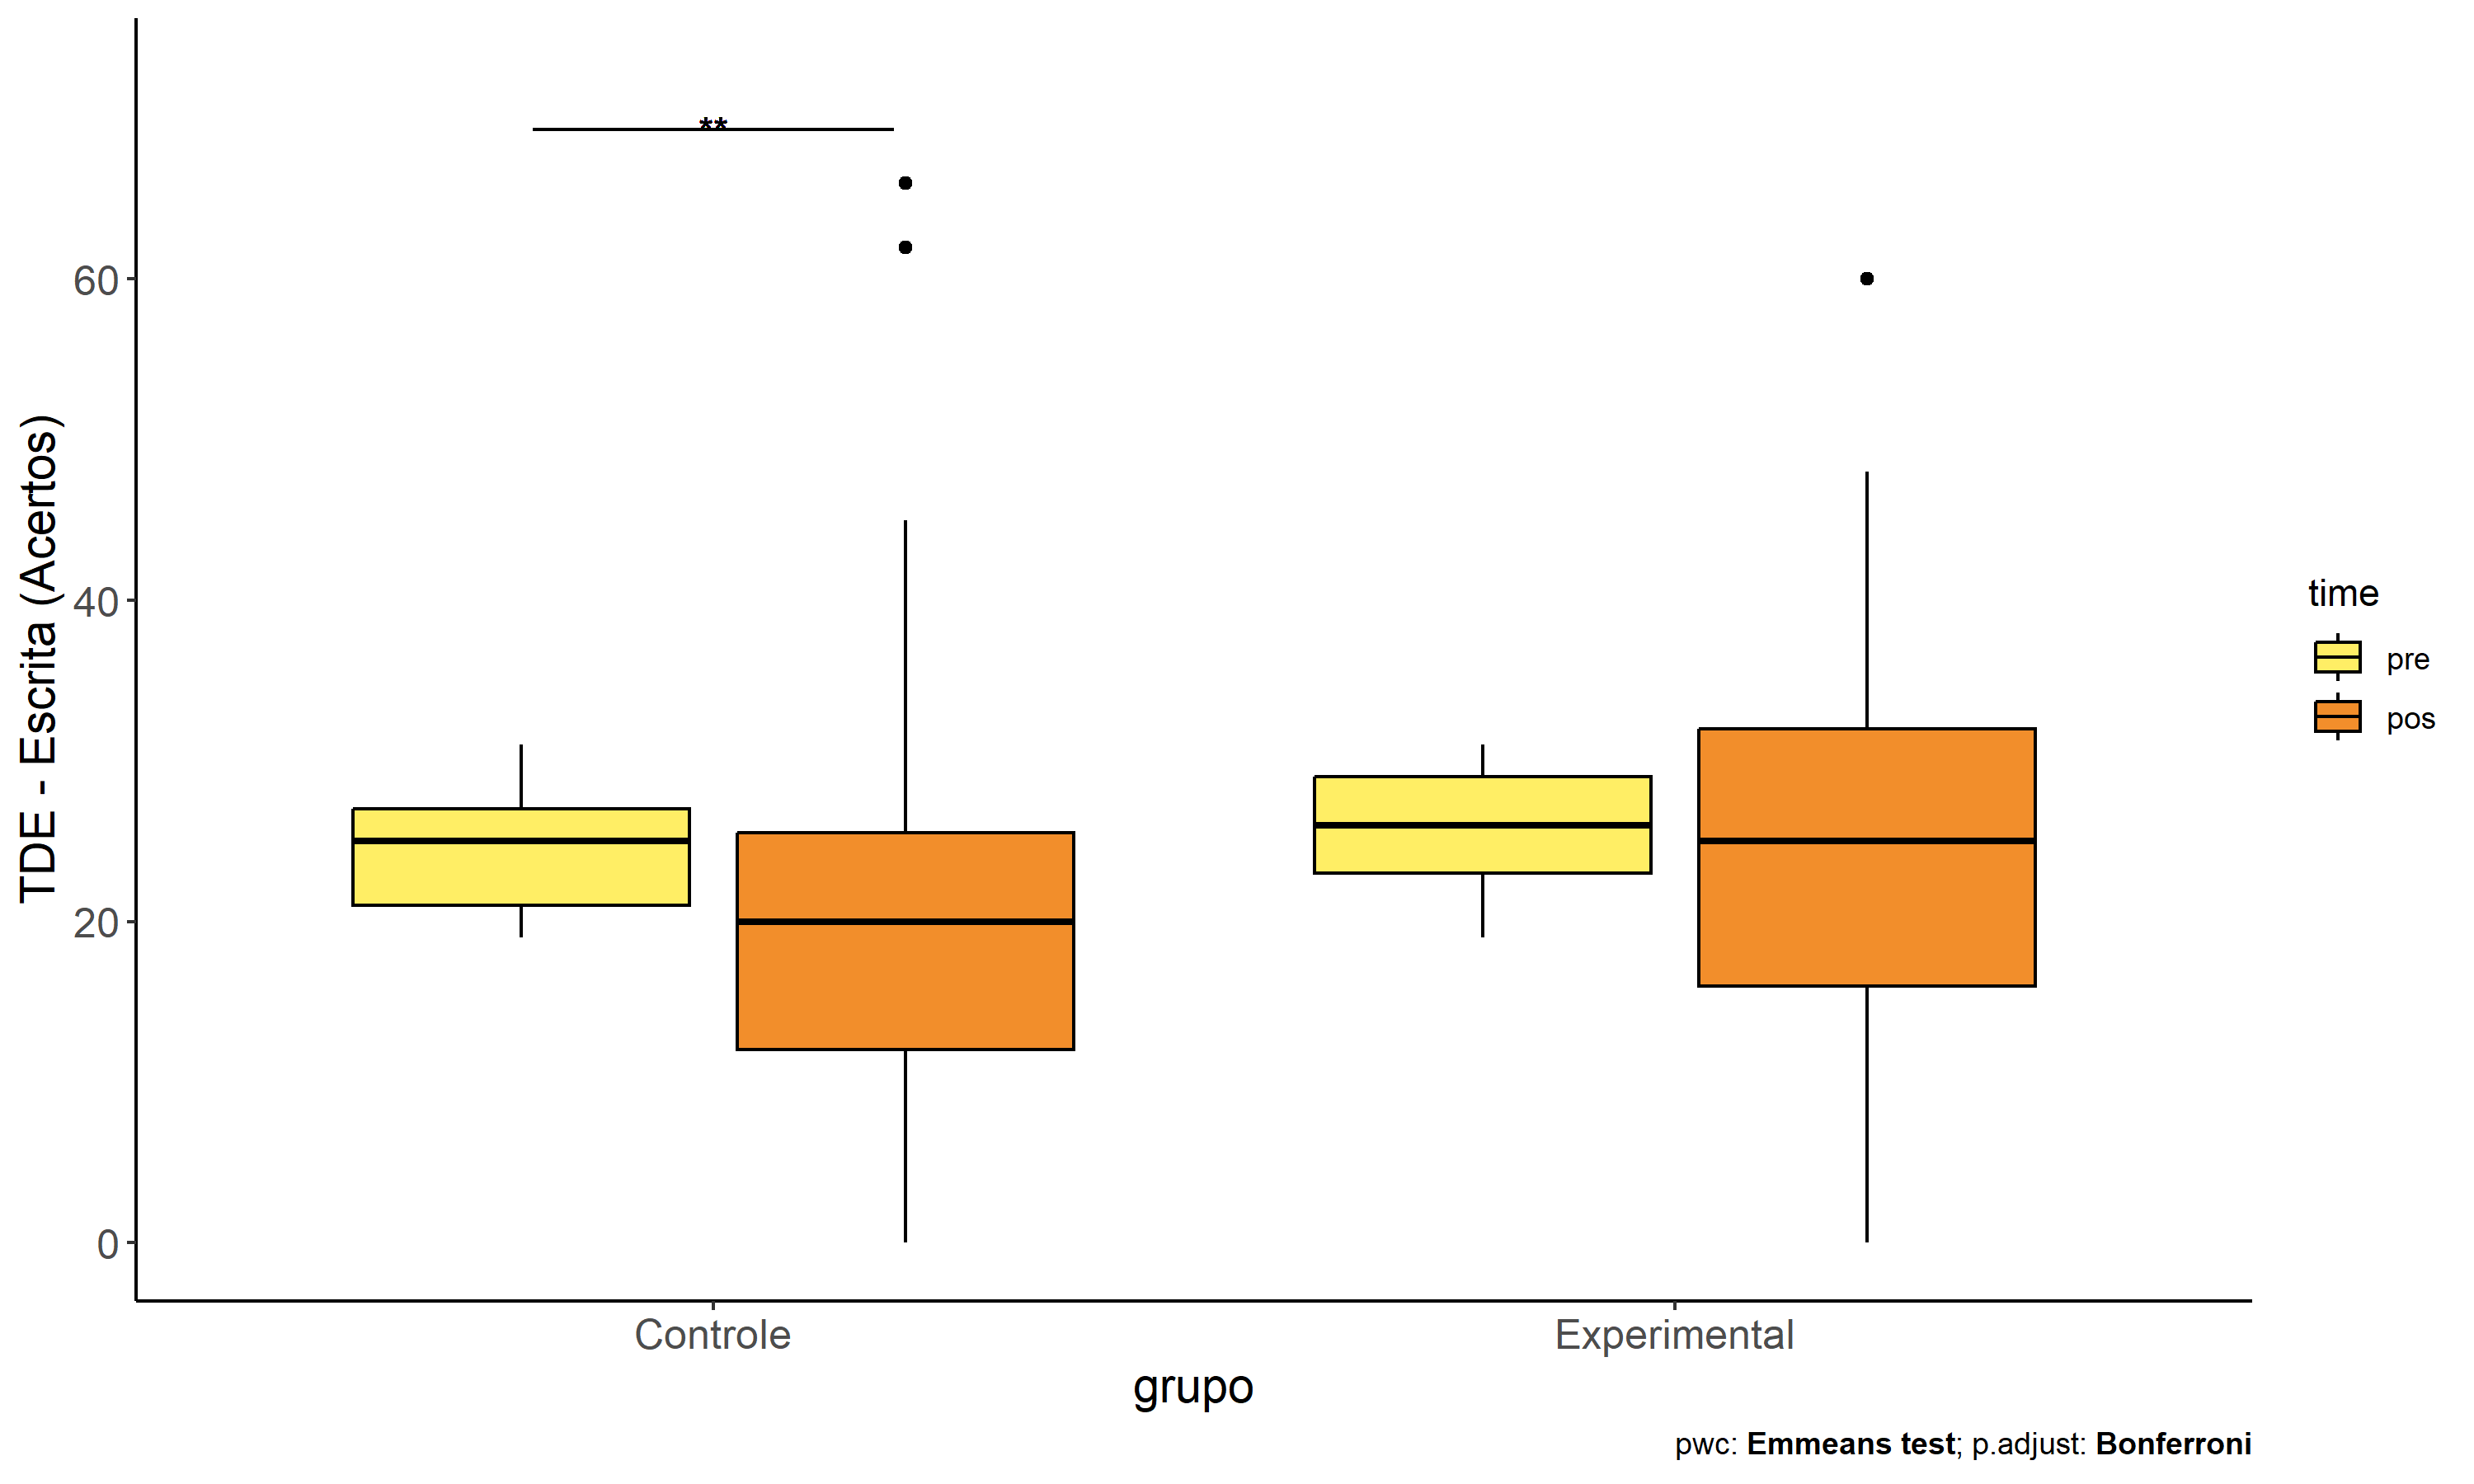 **
TDE - Escrita (Acertos)
60
40
20
0
Controle
Experimental
grupo
time
pre
pos
pwc: Emmeans test; p.adjust: Bonferroni